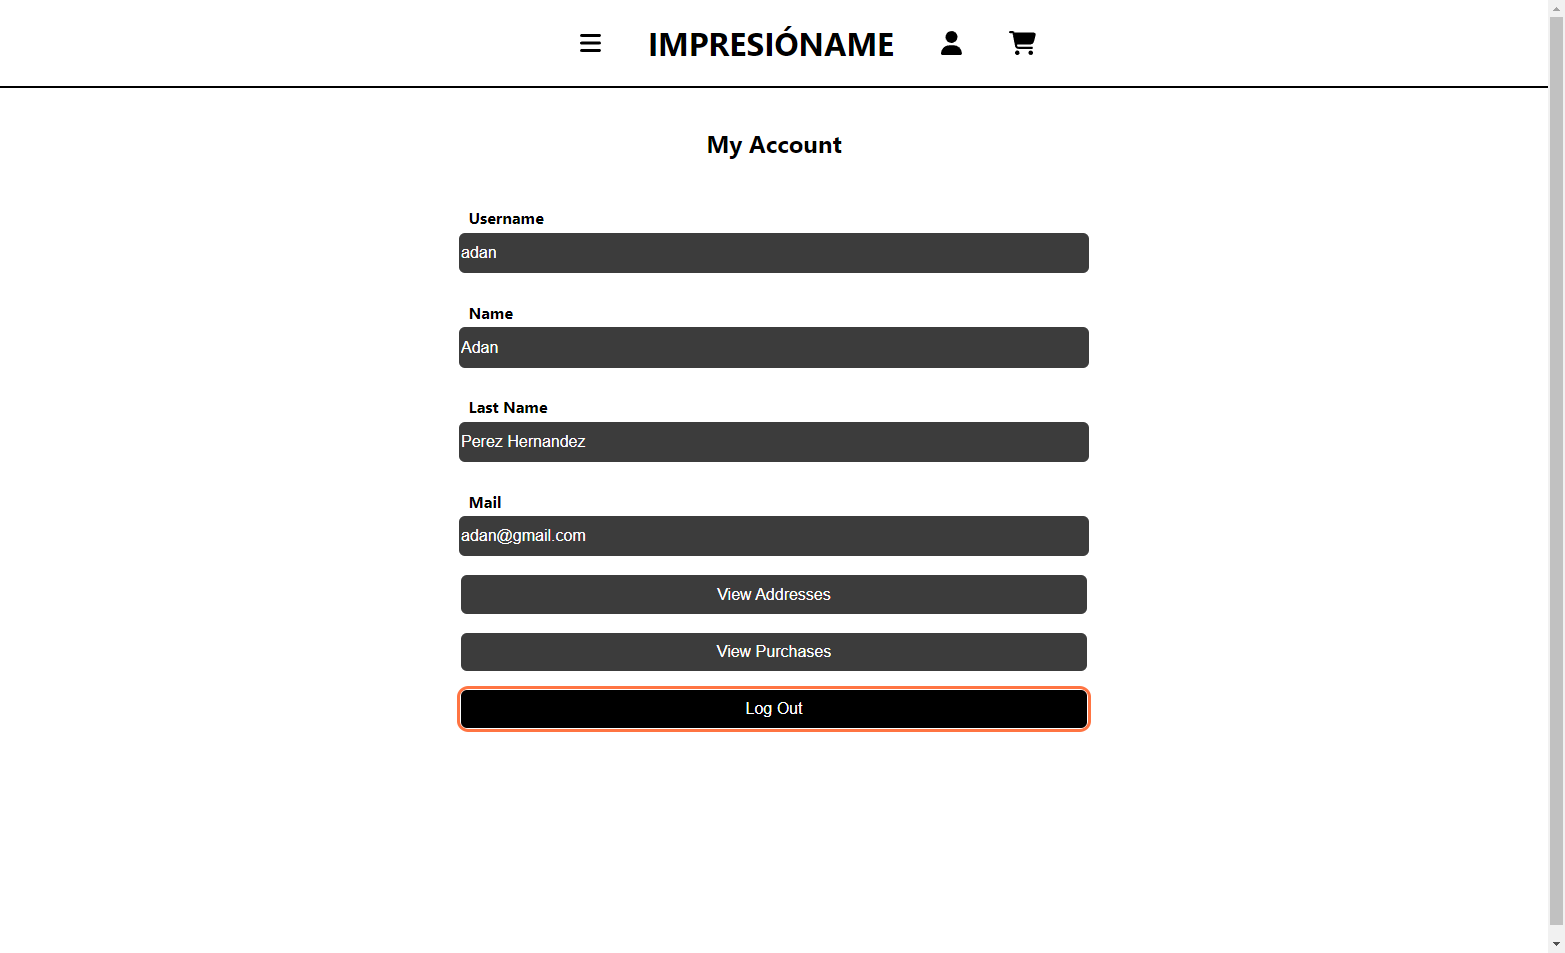 IMPRESIÓNAME
My Account
Username
adan
Name
Adan
Last Name
Perez Hernandez
Mail
adan@gmail.com
View Addresses
View Purchases
Log Out